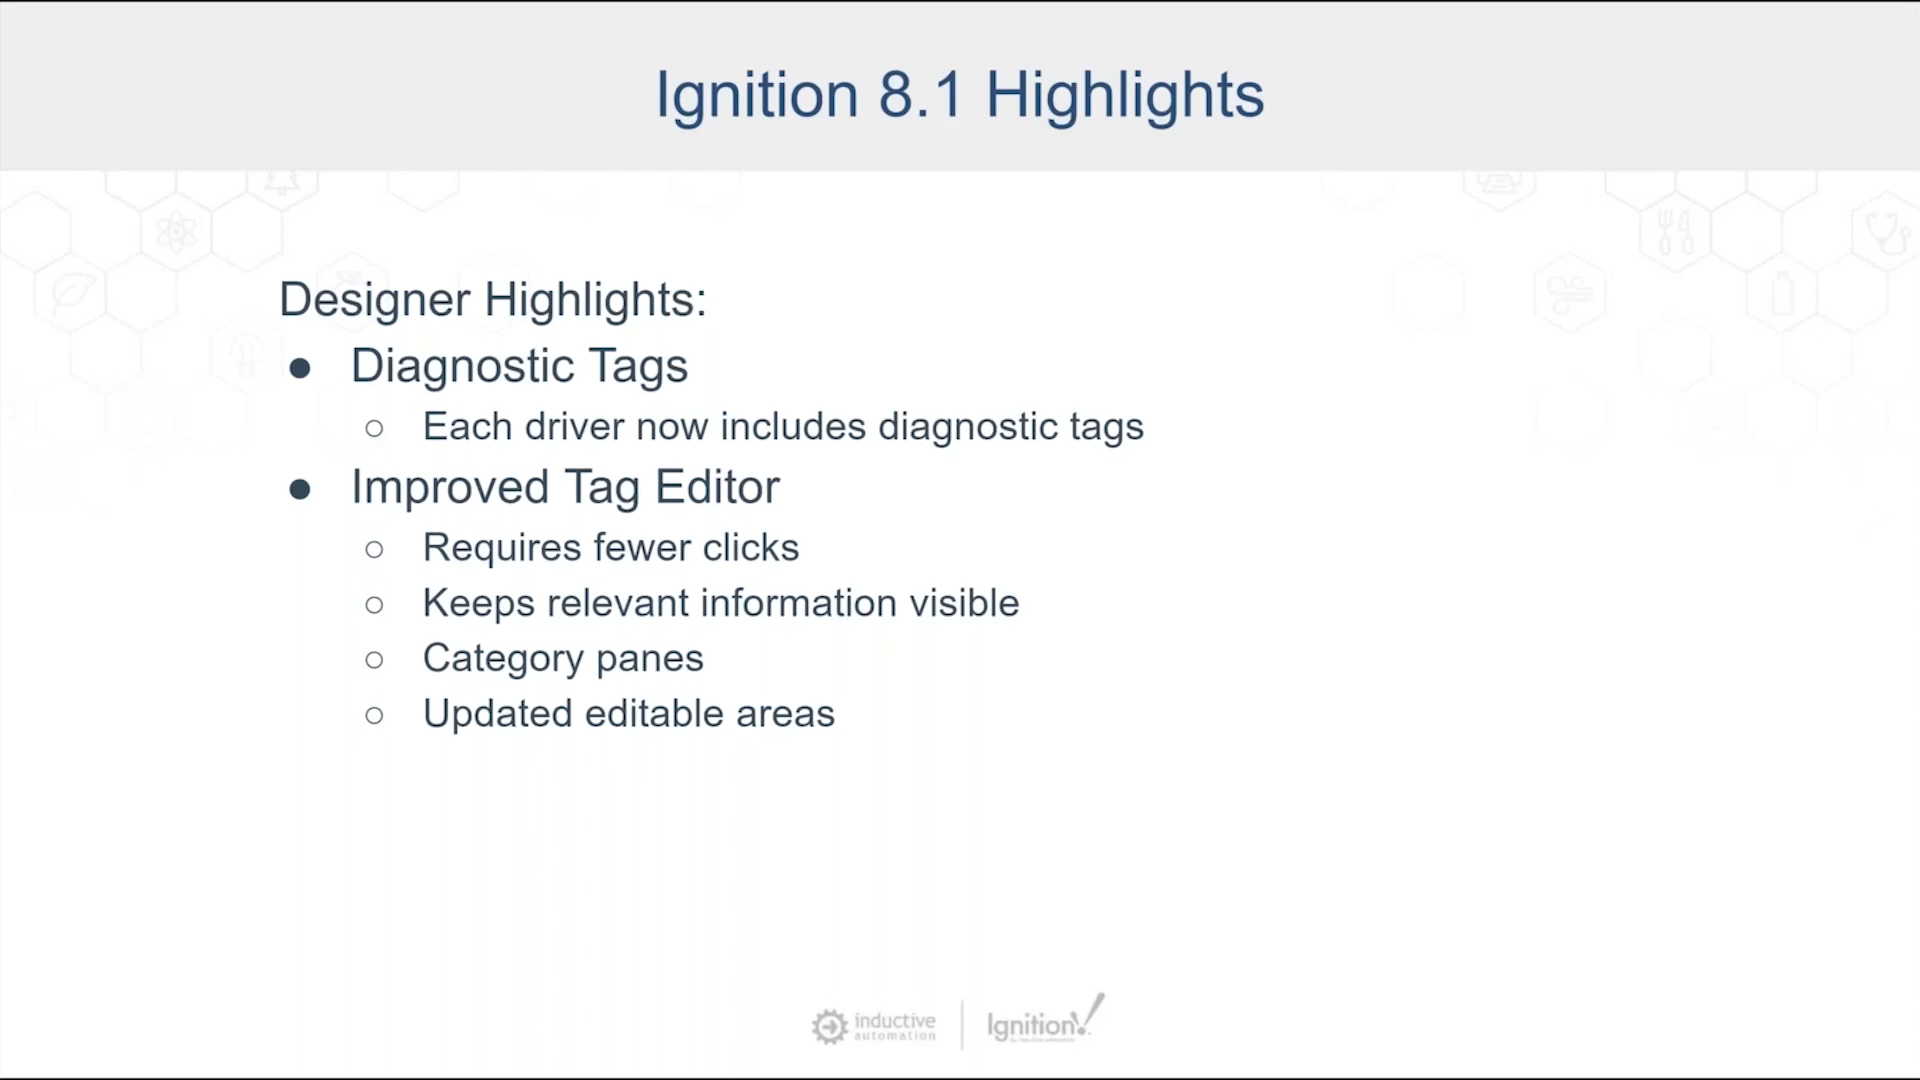 Ignition 8.1 Highlights
Designer Highlights:
● Diagnostic Tags
○ Each driver now includes diagnostic tags
● Improved Tag Editor
○ Requires fewer clicks
○ Keeps relevant information visible
○ Category panes
○ Updated editable areas
inductive
automation
Ignition!